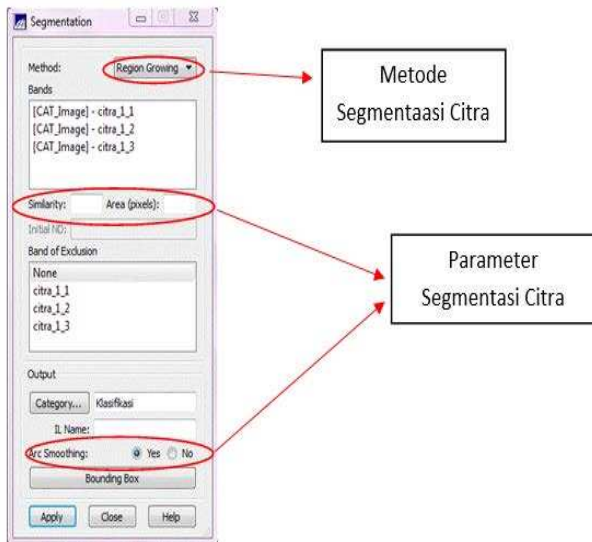 Segmentation
Method: Region Growing
Bands
[CAT_Image] - citra_1_1
[CAT_Image] - citra_1_2
[CAT_Image] - citra_1_3
Similarity: Area (pixels):
Initial ND:
Band of Exclusion
None
citra_1_1
citra_1_2
citra_1_3
Output
Category... Klasifikasi
IL Name:
Arc Smoothing: Yes No
Bounding Box
Apply Close Help
Metode
Segmentaasi Citra
Parameter
Segmentasi Citra